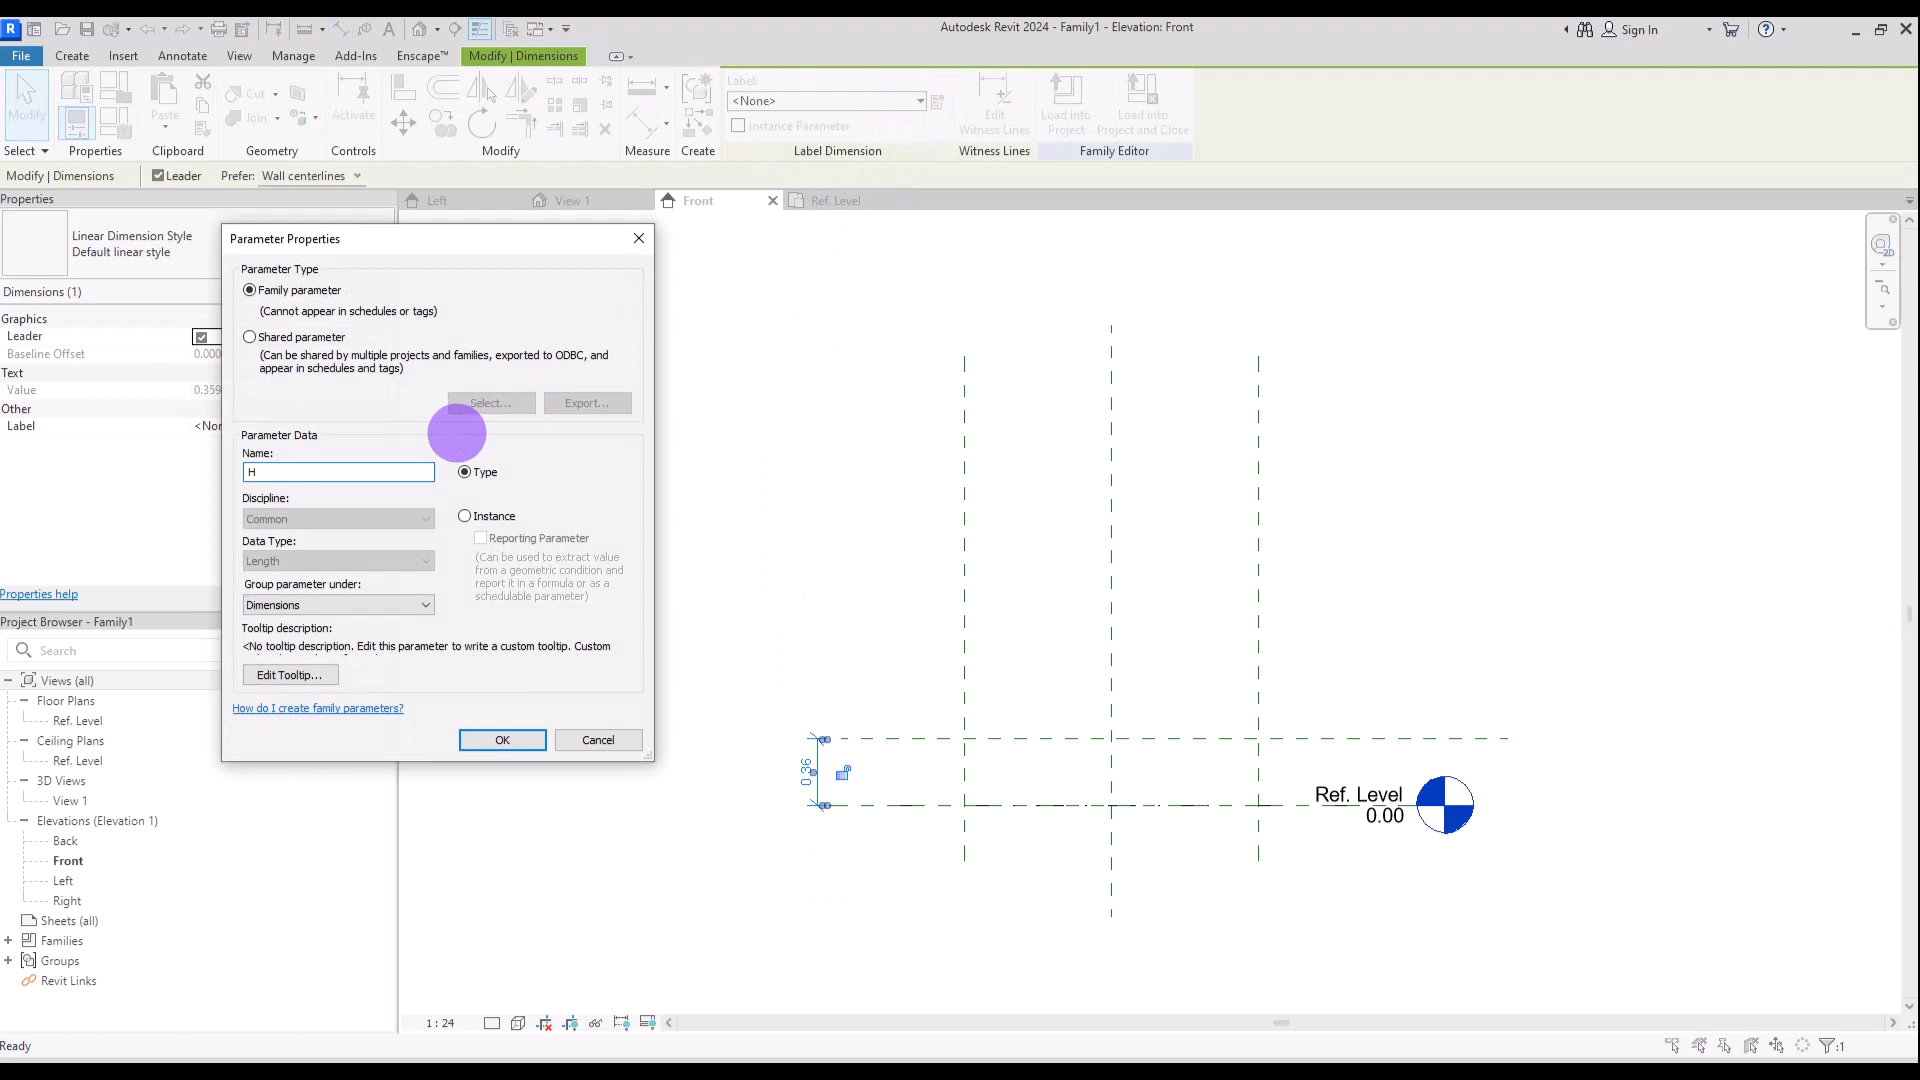 Autodesk Revit 2024 - Family1 - Elevation: Front
Sign In
File
Create
Insert
Annotate
View
Manage
Add-Ins
Enscape™
Modify | Dimensions
Modify
Paste
Cut
Join
Activate
Label:
<None>
Instance Parameter
Edit
Witness Lines
Load into
Project
Load into
Project and Close
Select
Properties
Clipboard
Geometry
Controls
Modify
Measure
Create
Label Dimension
Witness Lines
Family Editor
Modify | Dimensions
Leader
Prefer:
Wall centerlines
Properties
Left
View 1
Front
Ref. Level
Linear Dimension Style
Default linear style
Dimensions (1)
Graphics
Leader
Baseline Offset
0.000
Text
Value
0.359
Other
Label
<Nor
Properties help
Project Browser - Family1
Search
Views (all)
Floor Plans
Ref. Level
Ceiling Plans
Ref. Level
3D Views
View 1
Elevations (Elevation 1)
Back
Front
Left
Right
Sheets (all)
Families
Groups
Revit Links
Parameter Properties
Parameter Type
Family parameter
(Cannot appear in schedules or tags)
Shared parameter
(Can be shared by multiple projects and families, exported to ODBC, and
appear in schedules and tags)
Select...
Export...
Parameter Data
Name:
H
Type
Discipline:
Common
Instance
Reporting Parameter
(Can be used to extract value
from a geometric condition and
report it in a formula or as a
schedulable parameter)
Data Type:
Length
Group parameter under:
Dimensions
Tooltip description:
<No tooltip description. Edit this parameter to write a custom tooltip. Custom
Edit Tooltip...
How do I create family parameters?
OK
Cancel
0.36
Ref. Level
0.00
1 : 24
Ready
:1